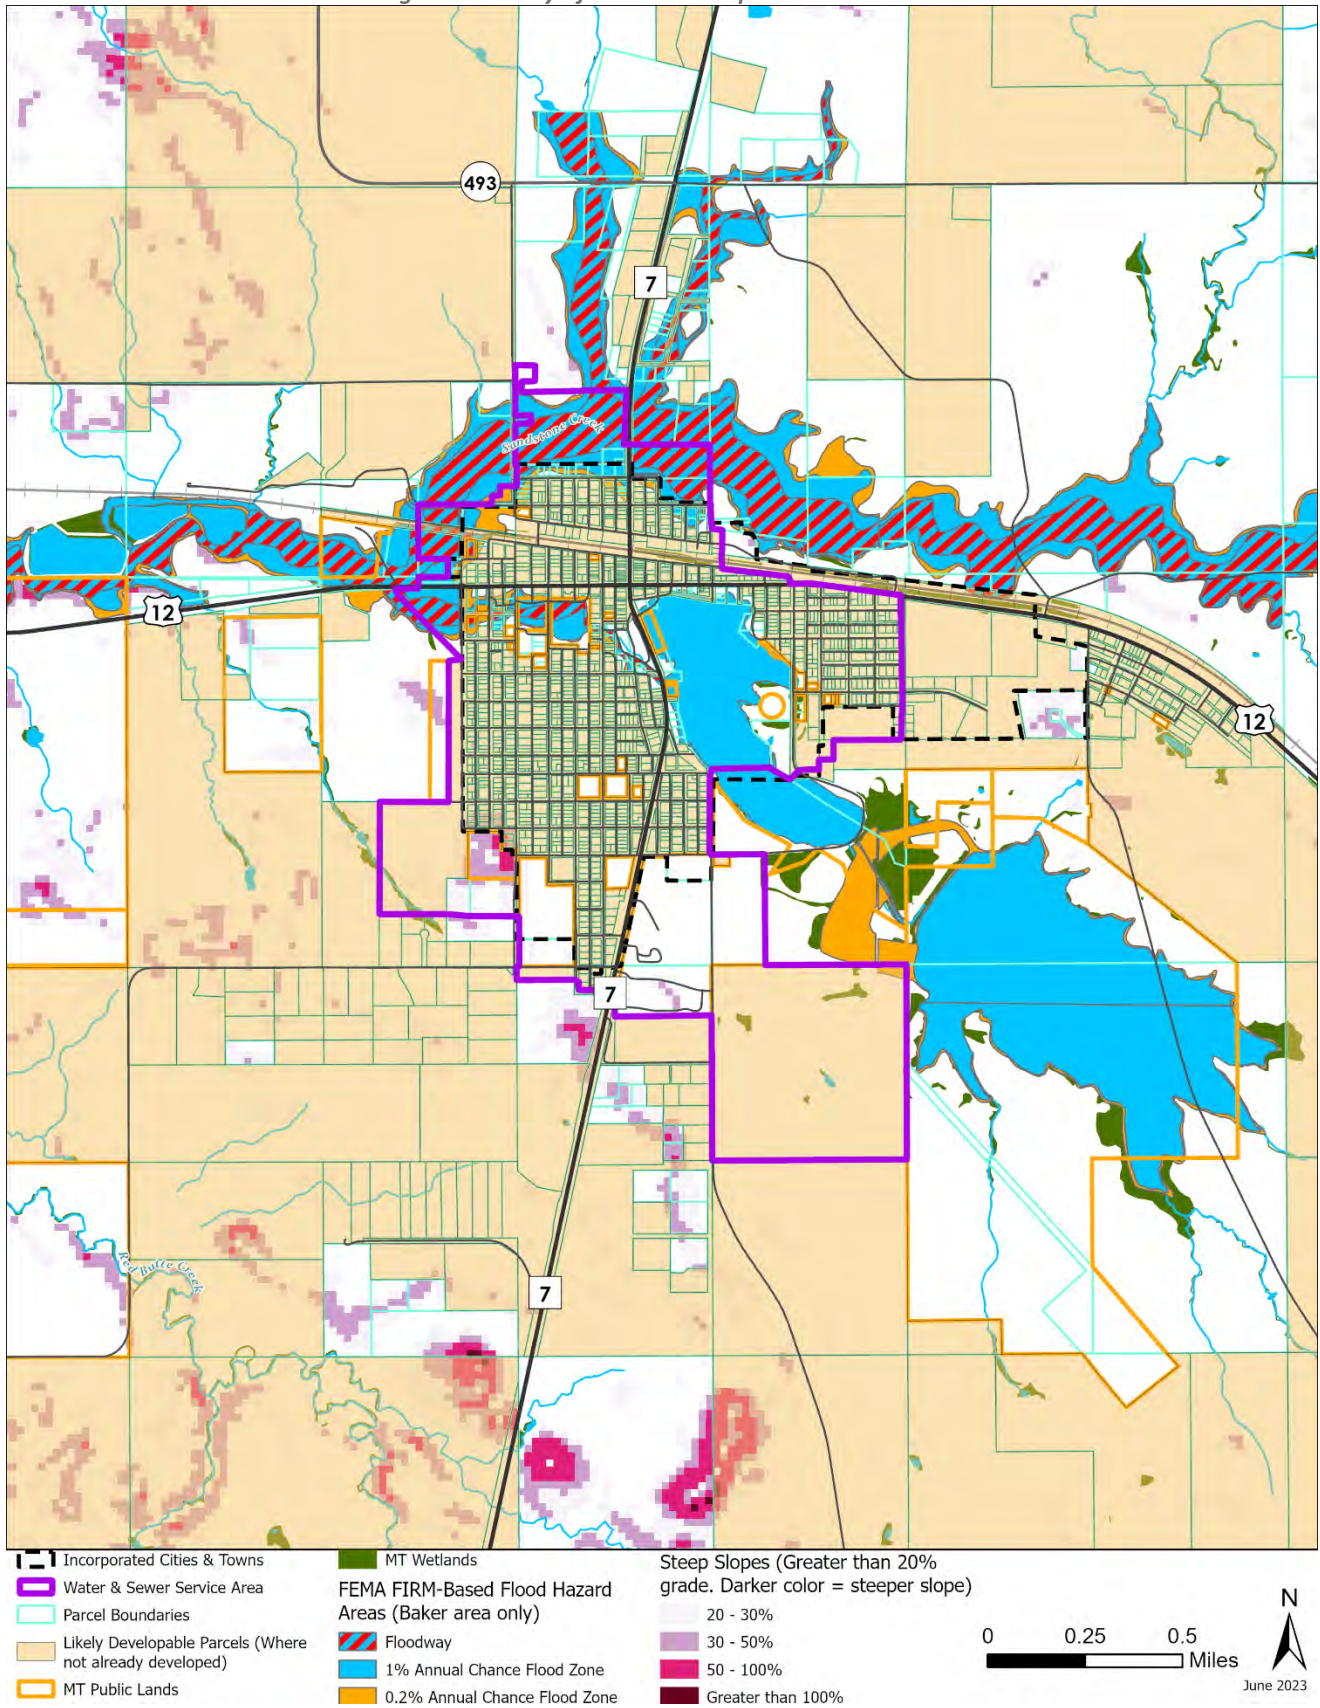 493
7
Sandstone Creek
12
12
7
Red Butte Creek
7
Incorporated Cities & Towns
Water & Sewer Service Area
Parcel Boundaries
Likely Developable Parcels (Where
not already developed)
MT Public Lands
MT Wetlands
FEMA FIRM-Based Flood Hazard
Areas (Baker area only)
Floodway
1% Annual Chance Flood Zone
0.2% Annual Chance Flood Zone
Steep Slopes (Greater than 20%
grade. Darker color = steeper slope)
20 - 30%
30 - 50%
50 - 100%
Greater than 100%
0 0.25 0.5
Miles
N
June 2023